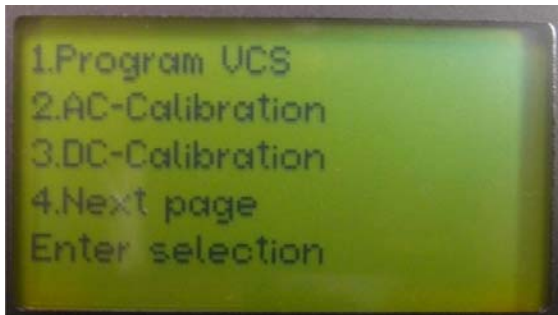 1.Program VCS
2.AC-Calibration
3.DC-Calibration
4.Next page
Enter selection